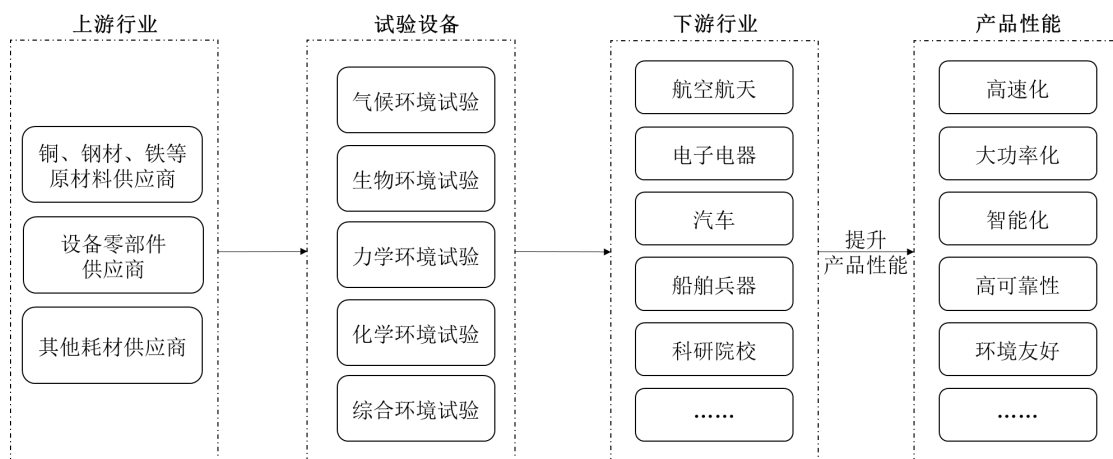 上游行业
铜、钢材、铁等
原材料供应商
设备零部件
供应商
其他耗材供应商
试验设备
气候环境试验
生物环境试验
力学环境试验
化学环境试验
综合环境试验
下游行业
航空航天
电子电器
汽车
船舶兵器
科研院校
……
提升
产品性能
产品性能
高速化
大功率化
智能化
高可靠性
环境友好
……